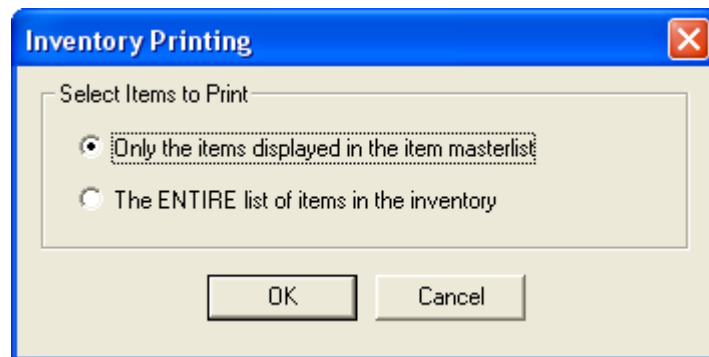 Inventory Printing
Select Items to Print
Only the items displayed in the item masterlist
The ENTIRE list of items in the inventory
OK
Cancel